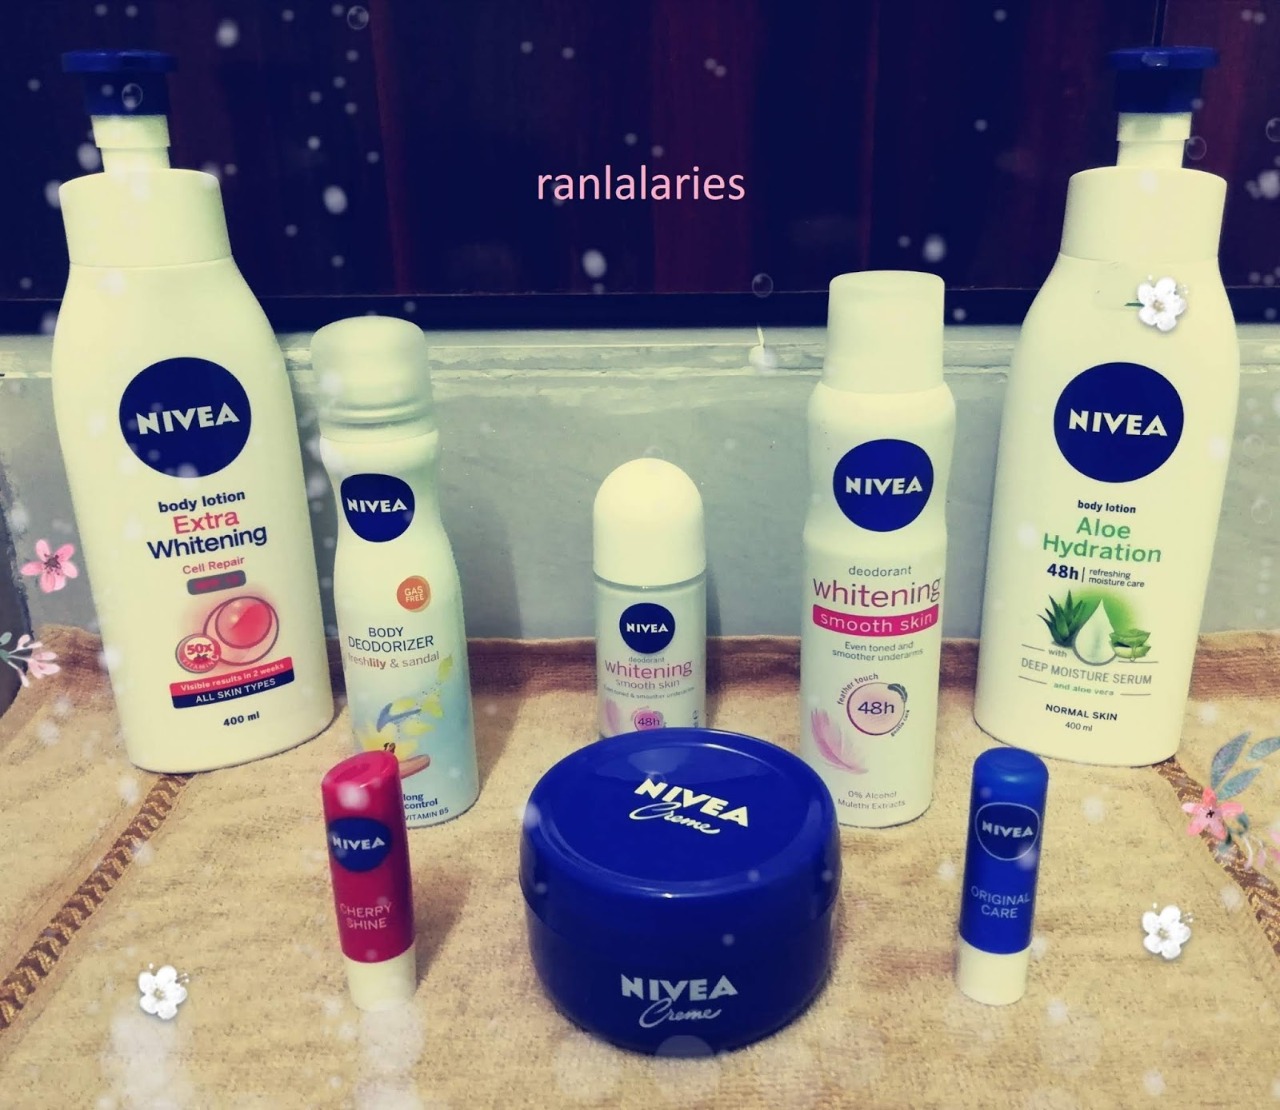 ranlalaries
NIVEA
body lotion
Extra
Whitening
Cell Repair
50X
VITAMIN
Visible results in 2 weeks
ALL SKIN TYPES
400 ml
NIVEA
GAS
FREE
BODY
DEODORIZER
freshlily & sandal
long
control
VITAMIN B5
NIVEA
deodorant
whitening
smooth skin
48h
NIVEA
deodorant
whitening
smooth skin
Even toned and
smoother underarms
feather touch
48h
0% Alcohol
Mulethi Extracts
NIVEA
body lotion
Aloe
Hydration
48h refreshing
moisture care
with
DEEP MOISTURE SERUM
and aloe vera
NORMAL SKIN
400 ml
NIVEA
CHERRY
SHINE
NIVEA
Creme
NIVEA
Creme
NIVEA
ORIGINAL
CARE